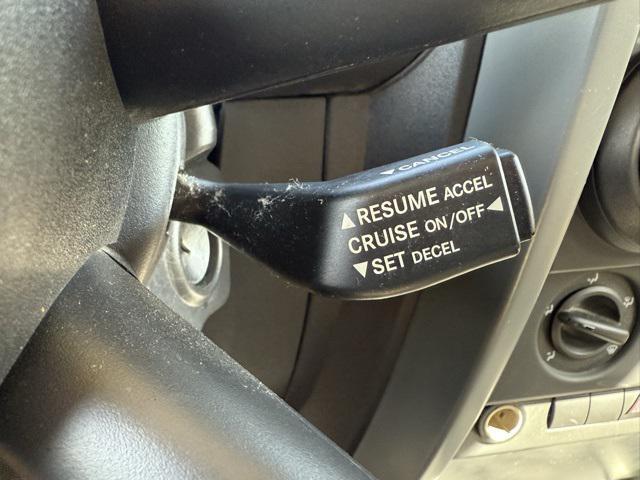 ▼CANCEL
▲RESUME ACCEL
CRUISE ON/OFF◀
▼SET DECEL